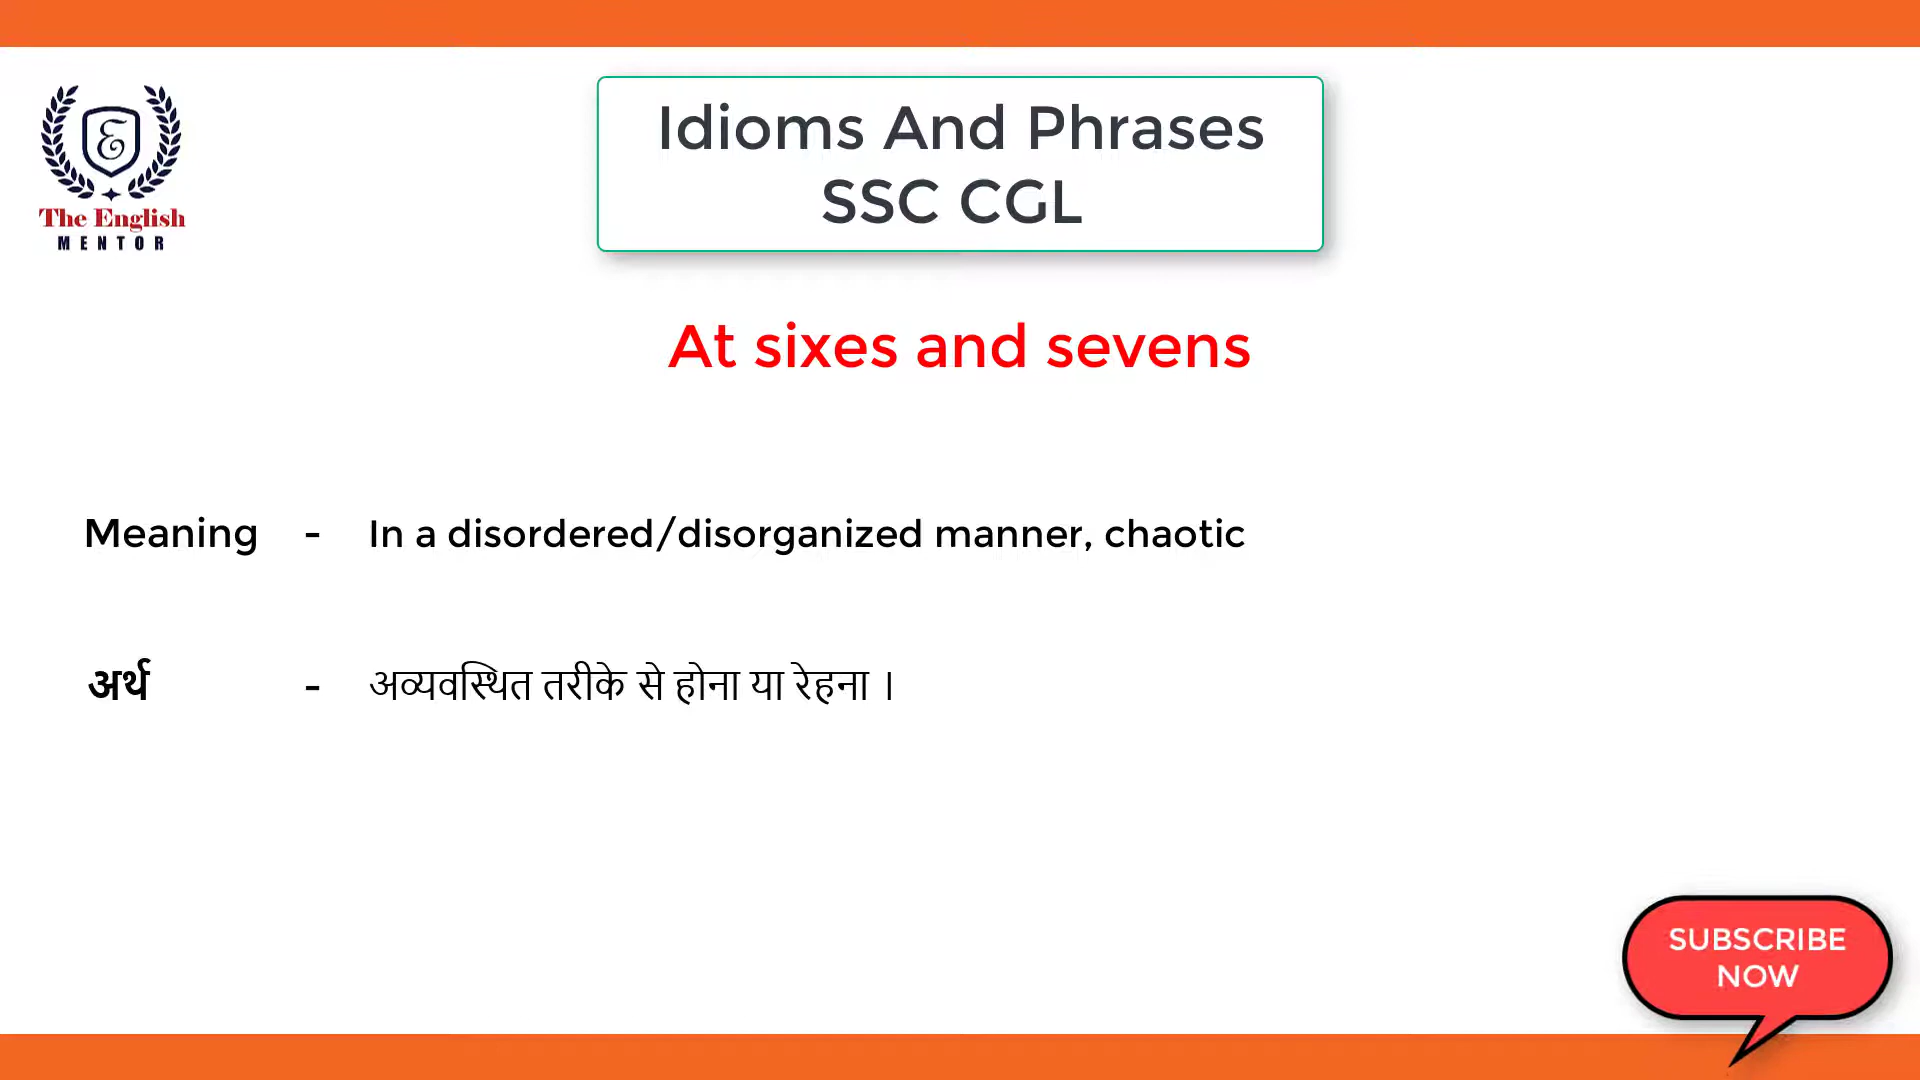 Idioms And Phrases
SSC CGL
E
The English
MENTOR
At sixes and sevens
Meaning - In a disordered/disorganized manner, chaotic
अर्थ - अव्यवस्थित तरीके से होना या रेहना ।
SUBSCRIBE
NOW